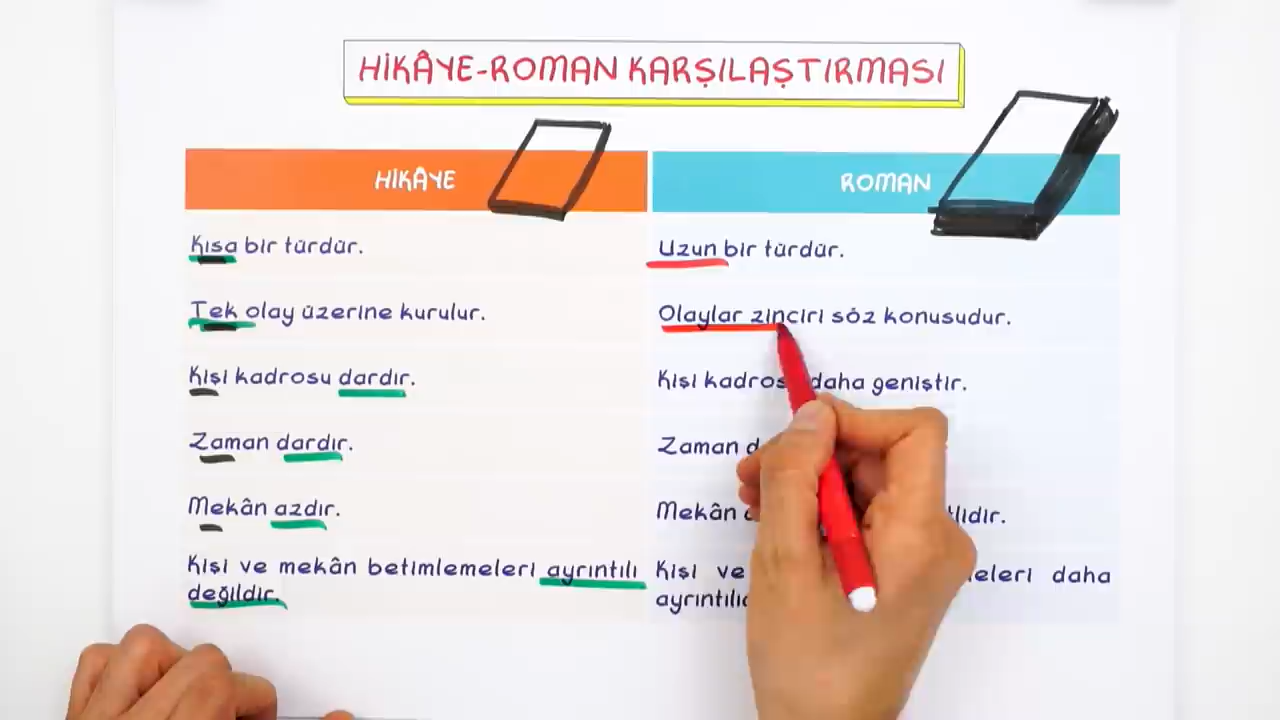 HİKÂYE-ROMAN KARŞILAŞTIRMASI
HİKÂYE
ROMAN
Kısa bir türdür.
Uzun bir türdür.
Tek olay üzerine kurulur.
Olaylar zinciri söz konusudur.
Kişi kadrosu dardır.
Kişi kadrosu daha geniştir.
Zaman dardır.
Zaman
Mekân azdır.
Mekân
Kişi ve mekân betimlemeleri ayrıntılı
değildir.
Kişi ve daha